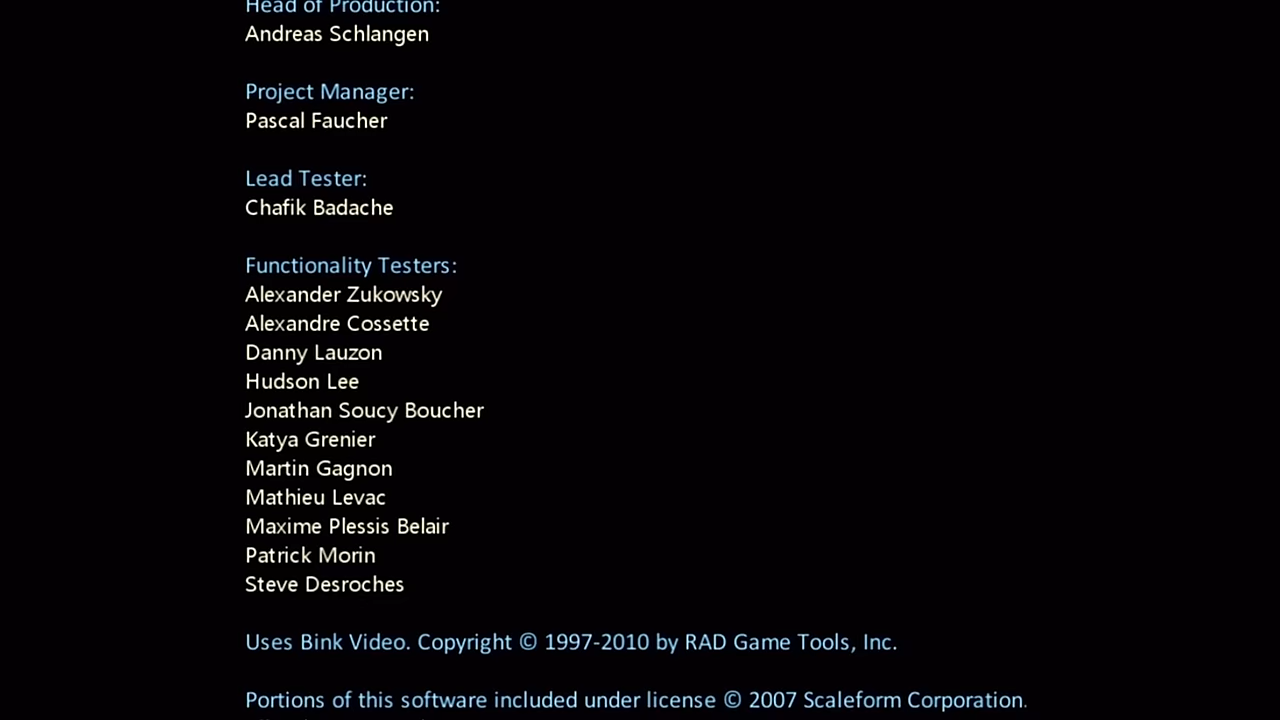 Head of Production:
Andreas Schlangen
Project Manager:
Pascal Faucher
Lead Tester:
Chafik Badache
Functionality Testers:
Alexander Zukowsky
Alexandre Cossette
Danny Lauzon
Hudson Lee
Jonathan Soucy Boucher
Katya Grenier
Martin Gagnon
Mathieu Levac
Maxime Plessis Belair
Patrick Morin
Steve Desroches
Uses Bink Video. Copyright © 1997-2010 by RAD Game Tools, Inc.
Portions of this software included under license © 2007 Scaleform Corporation.